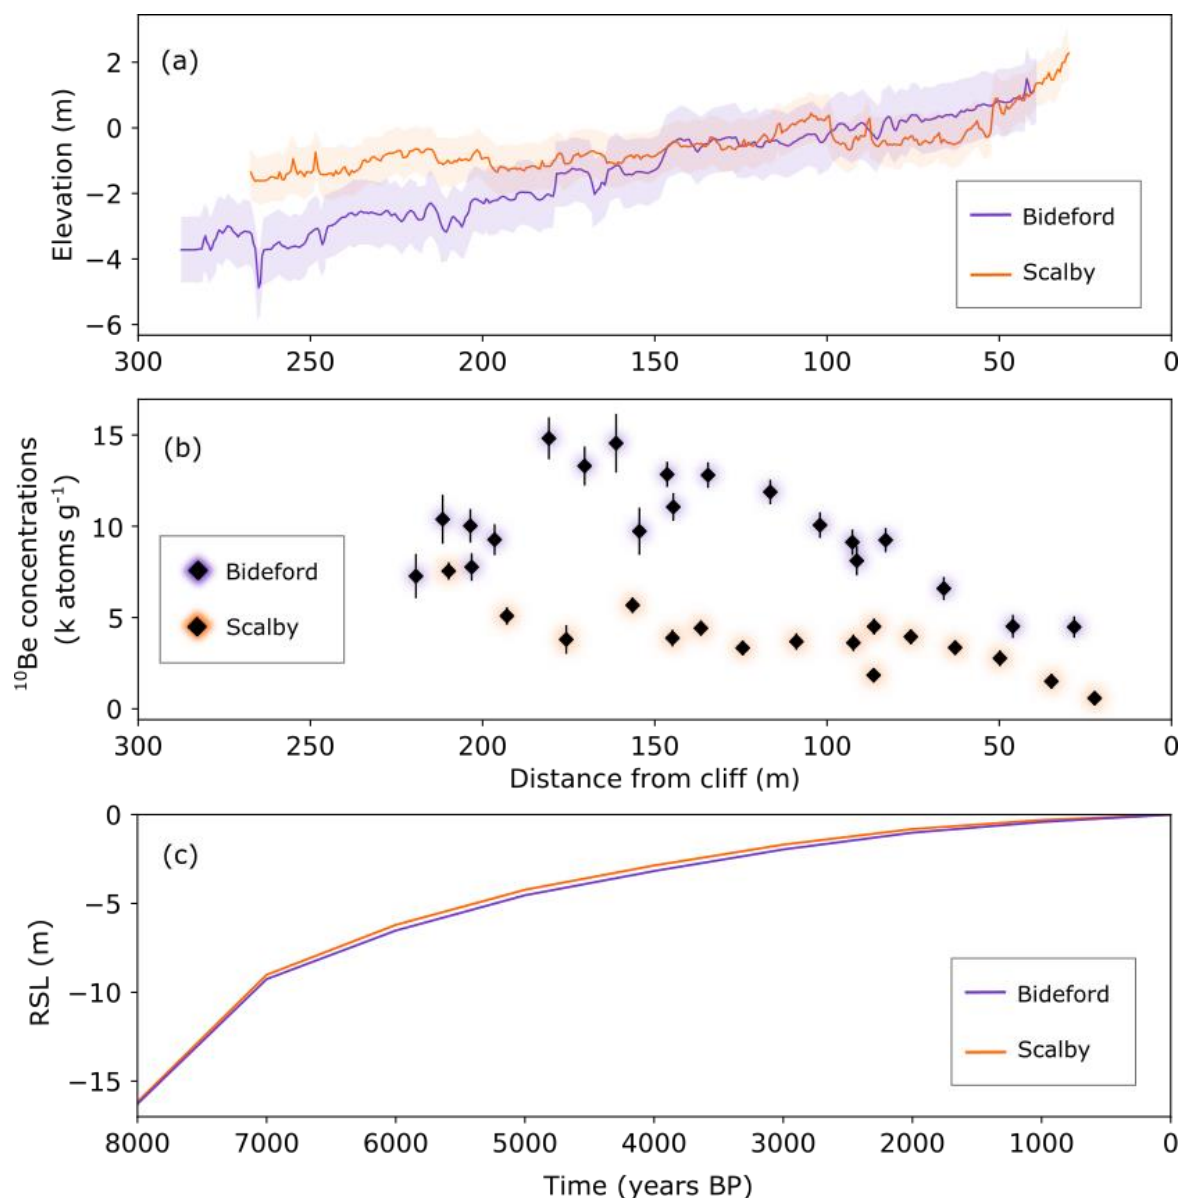 (a)
Elevation (m)
2
0
−2
−4
−6
Bideford
Scalby
300 250 200 150 100 50 0
(b)
¹⁰Be concentrations
(k atoms g⁻¹)
15
10
5
0
Bideford
Scalby
300 250 200 150 100 50 0
Distance from cliff (m)
(c)
RSL (m)
0
−5
−10
−15
Bideford
Scalby
8000 7000 6000 5000 4000 3000 2000 1000 0
Time (years BP)